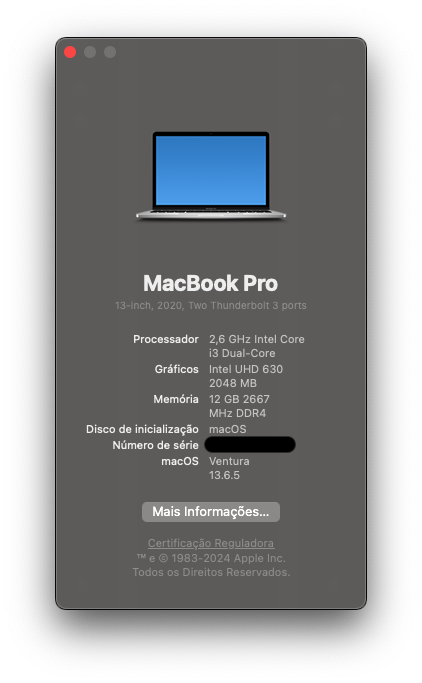 MacBook Pro
13-inch, 2020, Two Thunderbolt 3 ports
Processador 2,6 GHz Intel Core
i3 Dual-Core
Gráficos Intel UHD 630
2048 MB
Memória 12 GB 2667
MHz DDR4
Disco de inicialização macOS
Número de série
macOS Ventura
13.6.5
Mais Informações...
Certificação Reguladora
™ e © 1983-2024 Apple Inc.
Todos os Direitos Reservados.